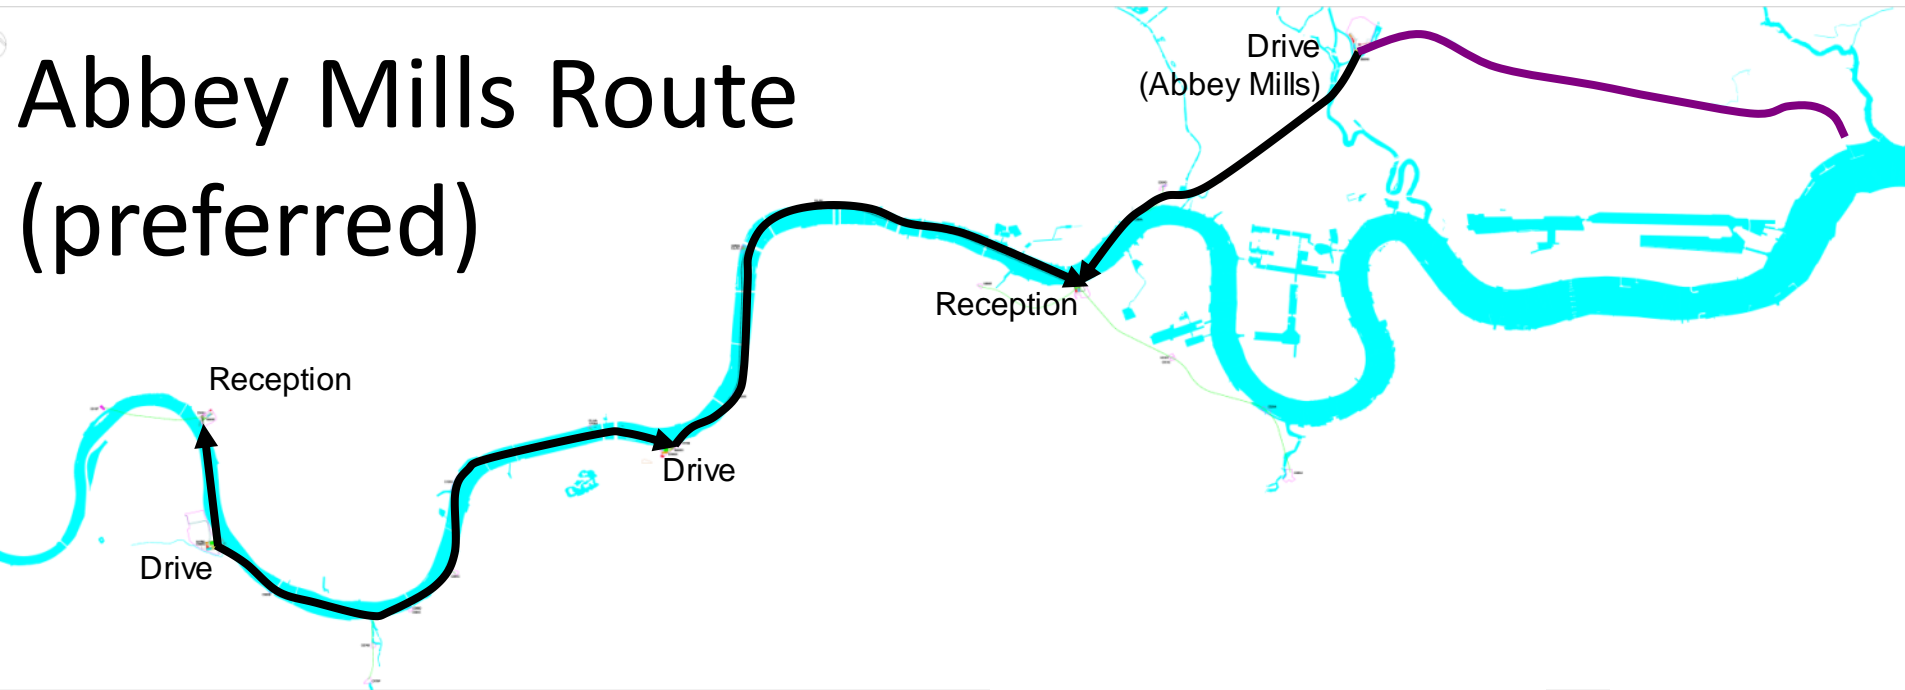 Abbey Mills Route
(preferred)
Drive
(Abbey Mills)
Reception
Reception
Drive
Drive